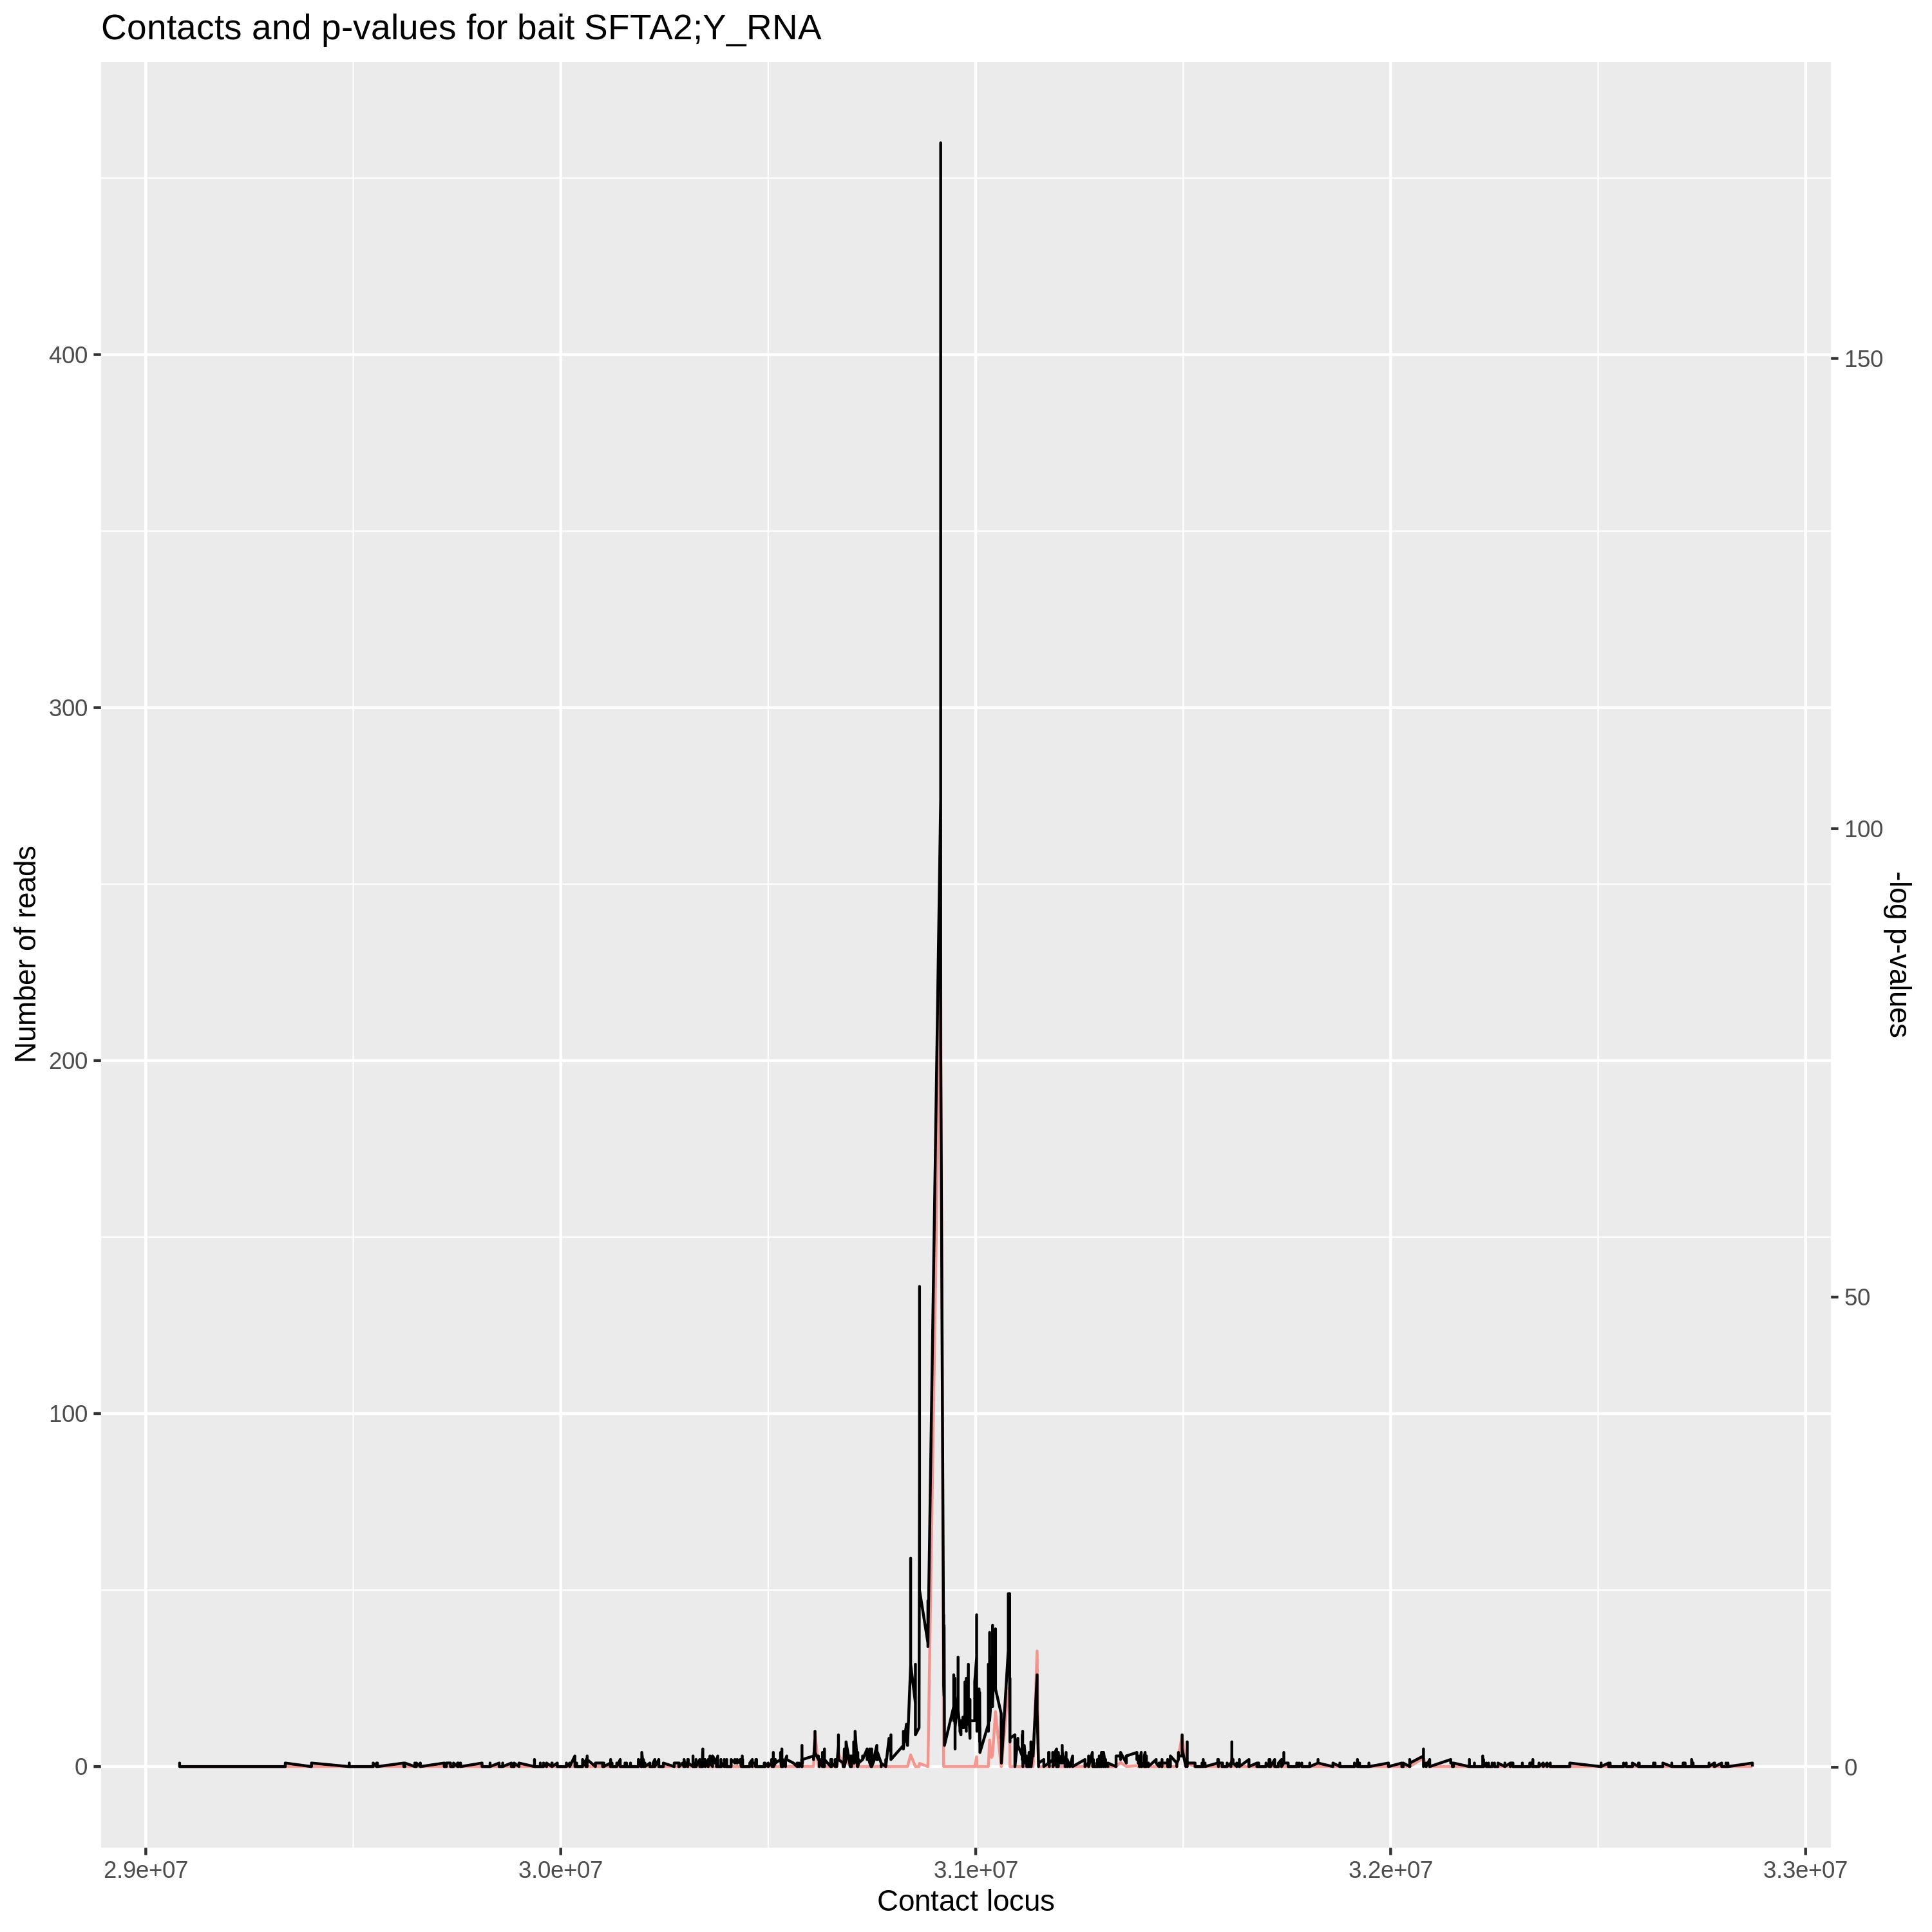 Contacts and p-values for bait SFTA2;Y_RNA
Number of reads
400
300
200
100
0
150
100
50
0
-log p-values
2.9e+07
3.0e+07
3.1e+07
3.2e+07
3.3e+07
Contact locus